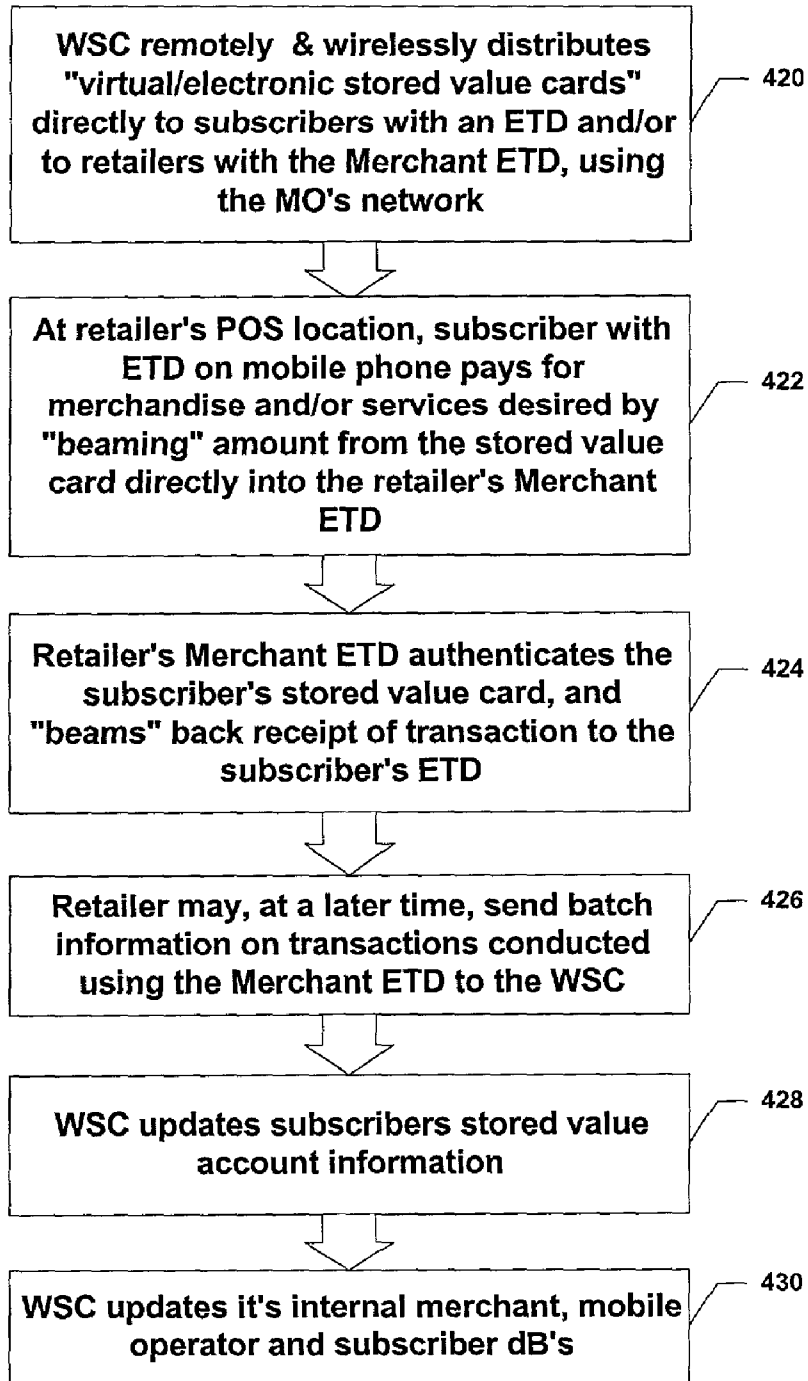 WSC remotely & wirelessly distributes
"virtual/electronic stored value cards"
directly to subscribers with an ETD and/or
to retailers with the Merchant ETD, using
the MO's network
420
At retailer's POS location, subscriber with
ETD on mobile phone pays for
merchandise and/or services desired by
"beaming" amount from the stored value
card directly into the retailer's Merchant
ETD
422
Retailer's Merchant ETD authenticates the
subscriber's stored value card, and
"beams" back receipt of transaction to the
subscriber's ETD
424
Retailer may, at a later time, send batch
information on transactions conducted
using the Merchant ETD to the WSC
426
WSC updates subscribers stored value
account information
428
WSC updates it's internal merchant, mobile
operator and subscriber dB's
430